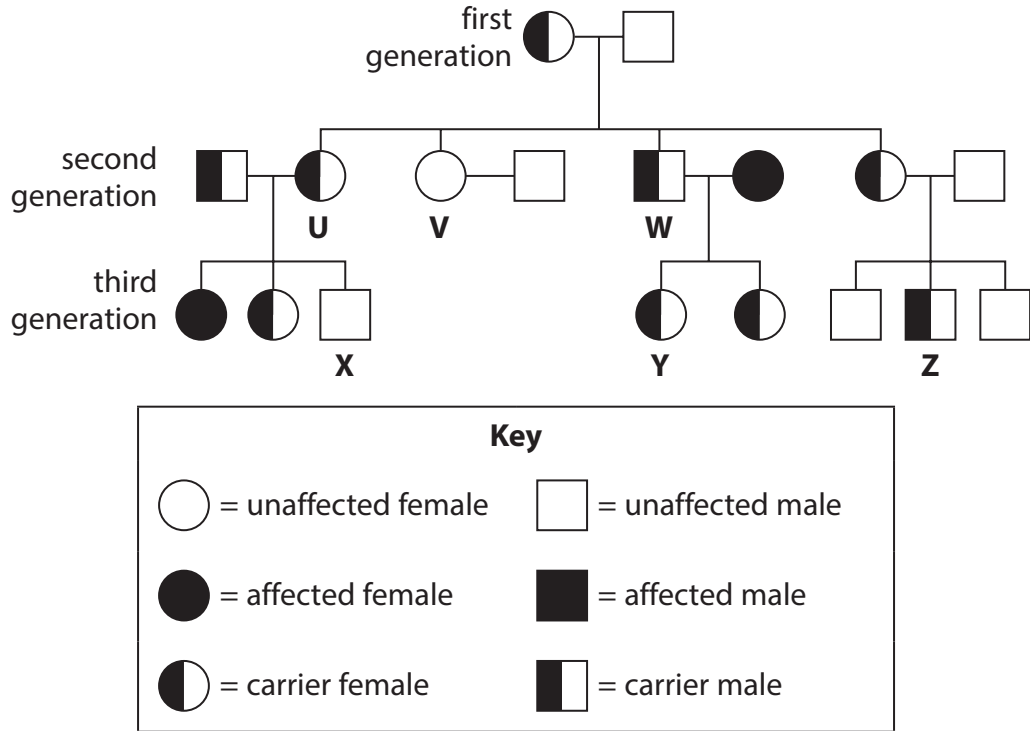 first
generation
second
generation
U
V
W
third
generation
X
Y
Z
Key
= unaffected female
= unaffected male
= affected female
= affected male
= carrier female
= carrier male